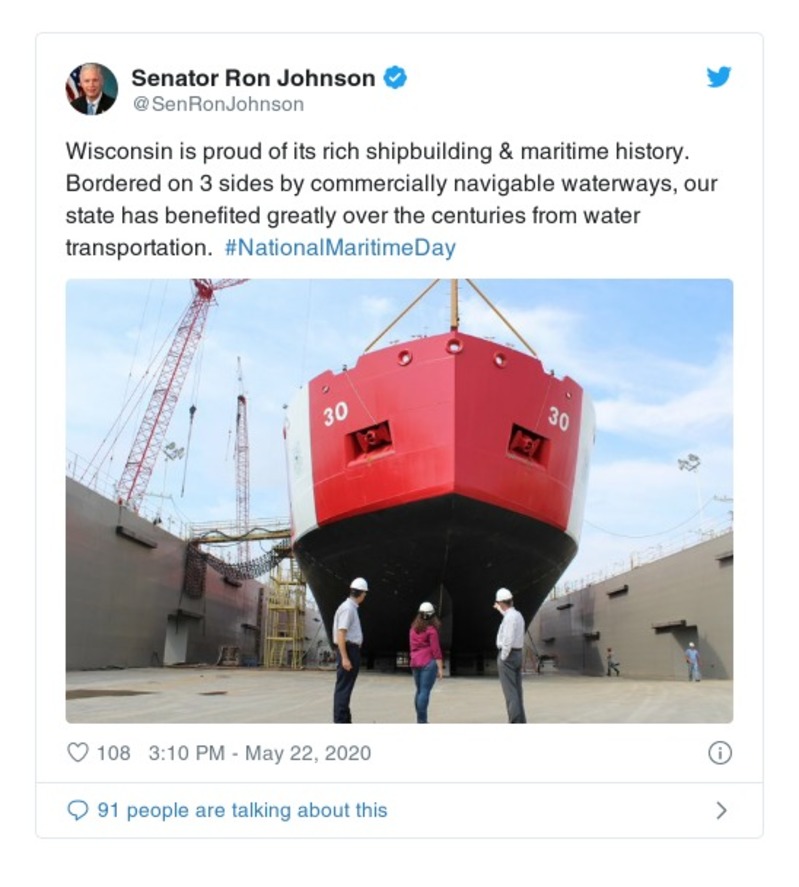 Senator Ron Johnson
@SenRonJohnson
Wisconsin is proud of its rich shipbuilding & maritime history.
Bordered on 3 sides by commercially navigable waterways, our
state has benefited greatly over the centuries from water
transportation. #NationalMaritimeDay
30 30
108 3:10 PM - May 22, 2020
91 people are talking about this